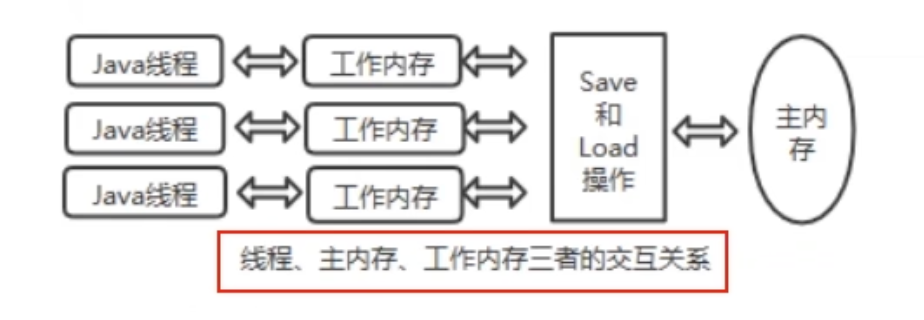 Java线程
工作内存
Java线程
工作内存
Java线程
工作内存
Save
和
Load
操作
主内
存
线程、主内存、工作内存三者的交互关系